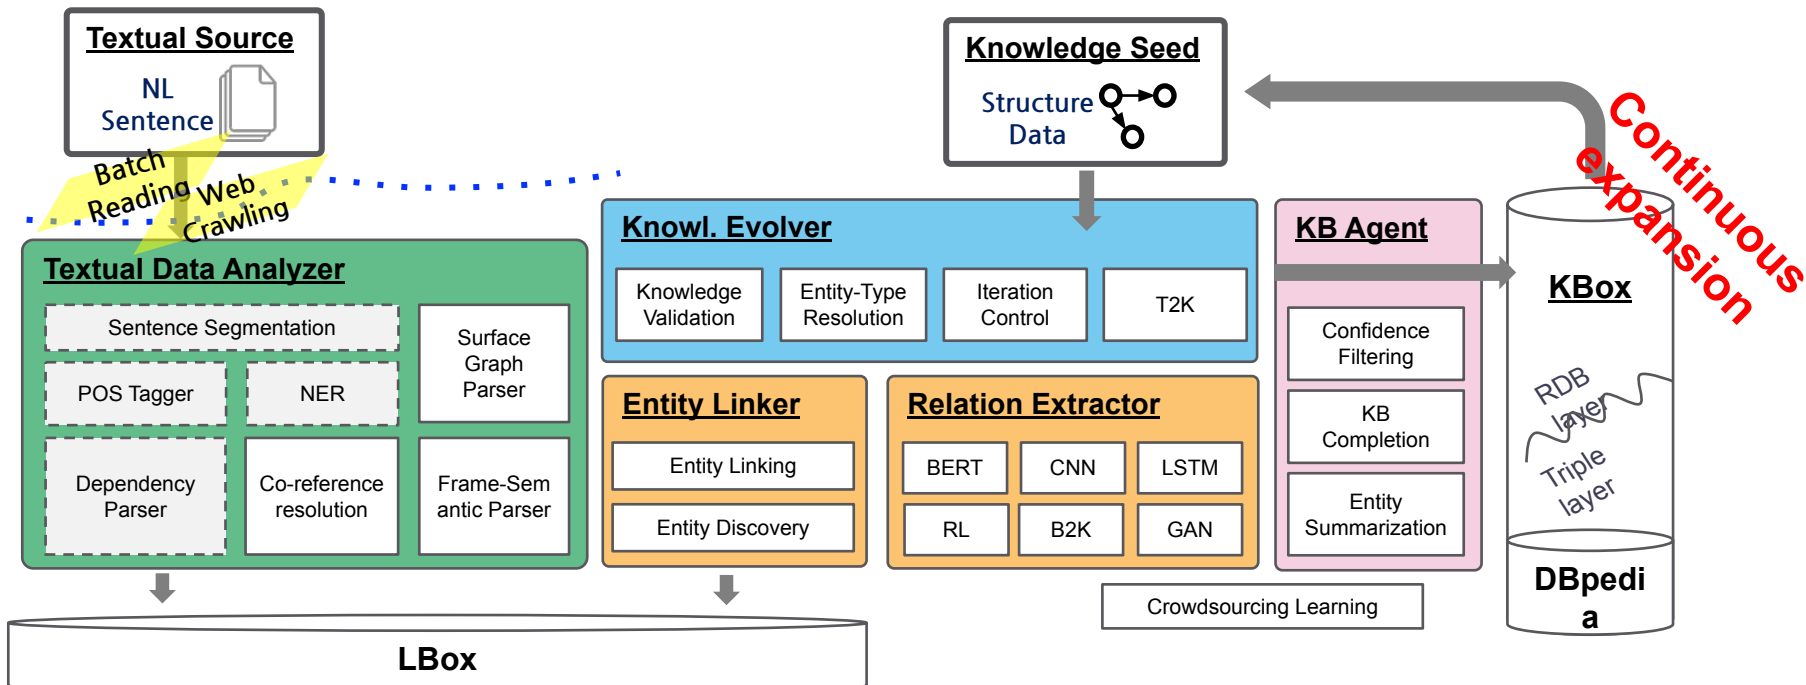 Textual Source
NL
Sentence
Batch
Reading
Web
Crawling
Knowledge Seed
Structure
Data
Continuous
expansion
Textual Data Analyzer
Sentence Segmentation
POS Tagger
NER
Surface
Graph
Parser
Dependency
Parser
Co-reference
resolution
Frame-Sem
antic Parser
Knowl. Evolver
Knowledge
Validation
Entity-Type
Resolution
Iteration
Control
T2K
Entity Linker
Entity Linking
Entity Discovery
Relation Extractor
BERT
CNN
LSTM
RL
B2K
GAN
KB Agent
Confidence
Filtering
KB
Completion
Entity
Summarization
KBox
RDB
layer
Triple
layer
DBpedi
a
Crowdsourcing Learning
LBox